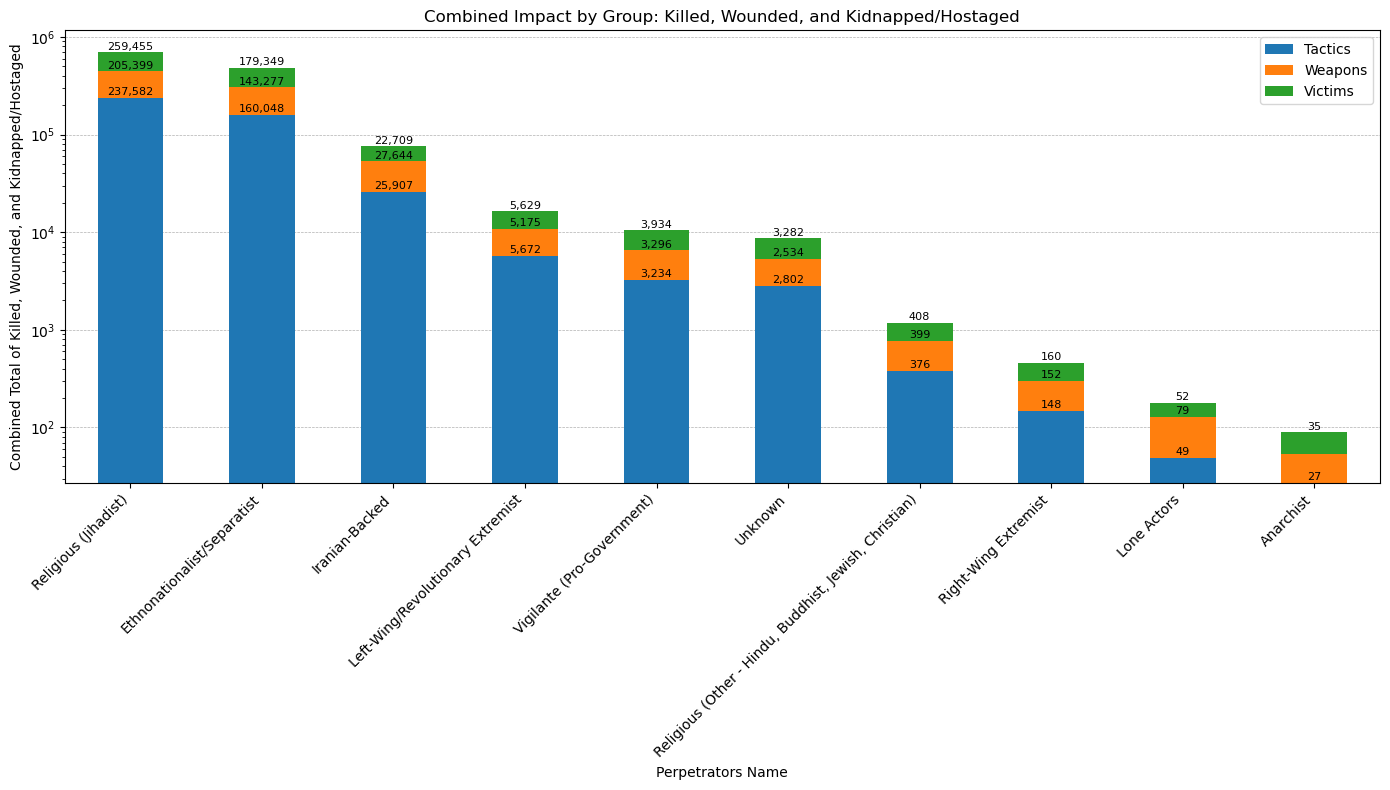 Combined Impact by Group: Killed, Wounded, and Kidnapped/Hostaged
Combined Total of Killed, Wounded, and Kidnapped/Hostaged
10^6
10^5
10^4
10^3
10^2
Tactics
Weapons
Victims
259,455
205,399
237,582
179,349
143,277
160,048
22,709
27,644
25,907
5,629
5,175
5,672
3,934
3,296
3,234
3,282
2,534
2,802
408
399
376
160
152
148
52
79
49
35
27
Religious (Jihadist)
Ethnonationalist/Separatist
Iranian-Backed
Left-Wing/Revolutionary Extremist
Vigilante (Pro-Government)
Unknown
Religious (Other - Hindu, Buddhist, Jewish, Christian)
Right-Wing Extremist
Lone Actors
Anarchist
Perpetrators Name